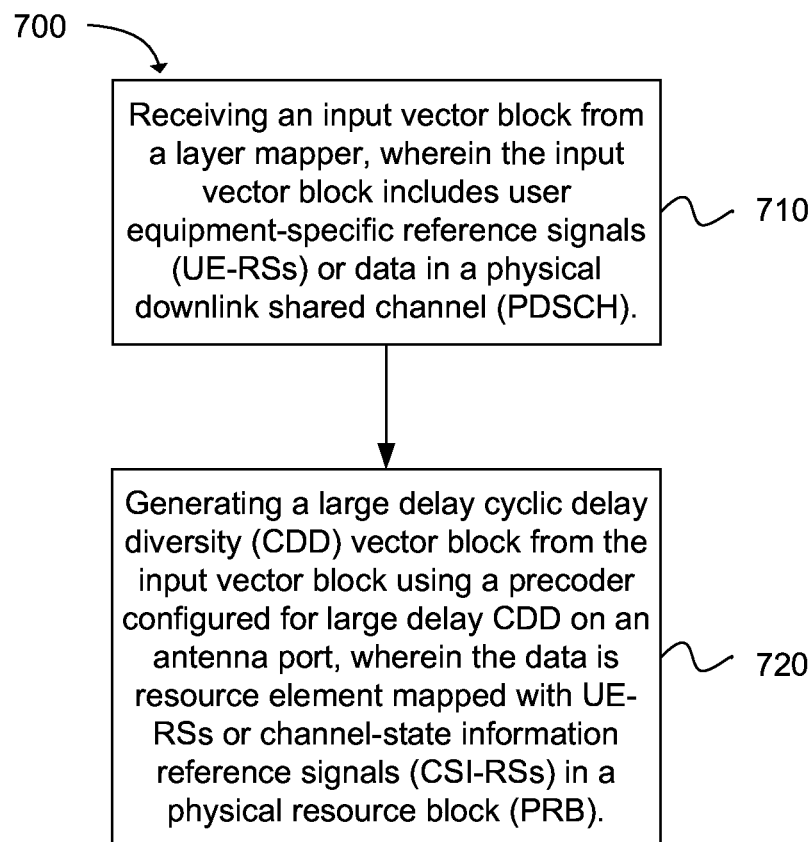 700
Receiving an input vector block from
a layer mapper, wherein the input
vector block includes user
equipment-specific reference signals
(UE-RSs) or data in a physical
downlink shared channel (PDSCH).
710
Generating a large delay cyclic delay
diversity (CDD) vector block from the
input vector block using a precoder
configured for large delay CDD on an
antenna port, wherein the data is
resource element mapped with UE-
RSs or channel-state information
reference signals (CSI-RSs) in a
physical resource block (PRB).
720